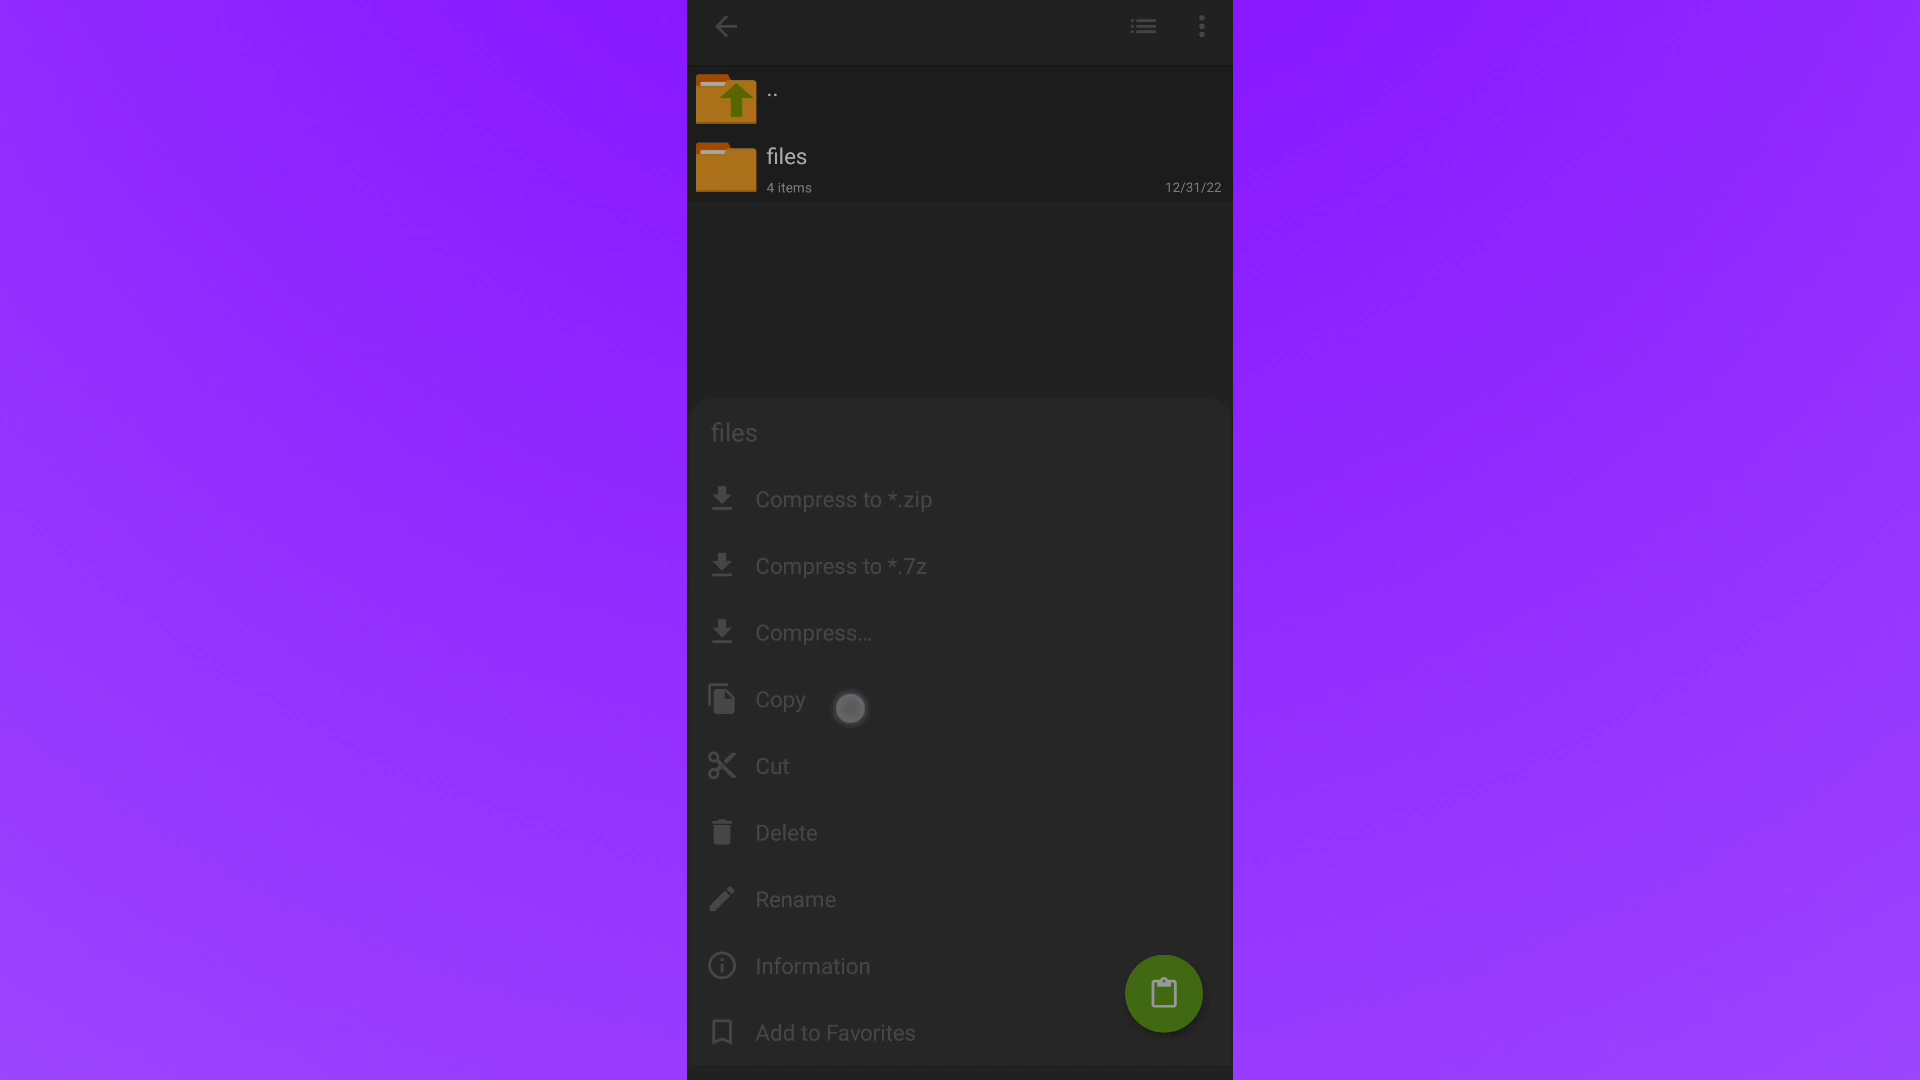 ..
files
4 items
12/31/22
files
Compress to *.zip
Compress to *.7z
Compress...
Copy
Cut
Delete
Rename
Information
Add to Favorites